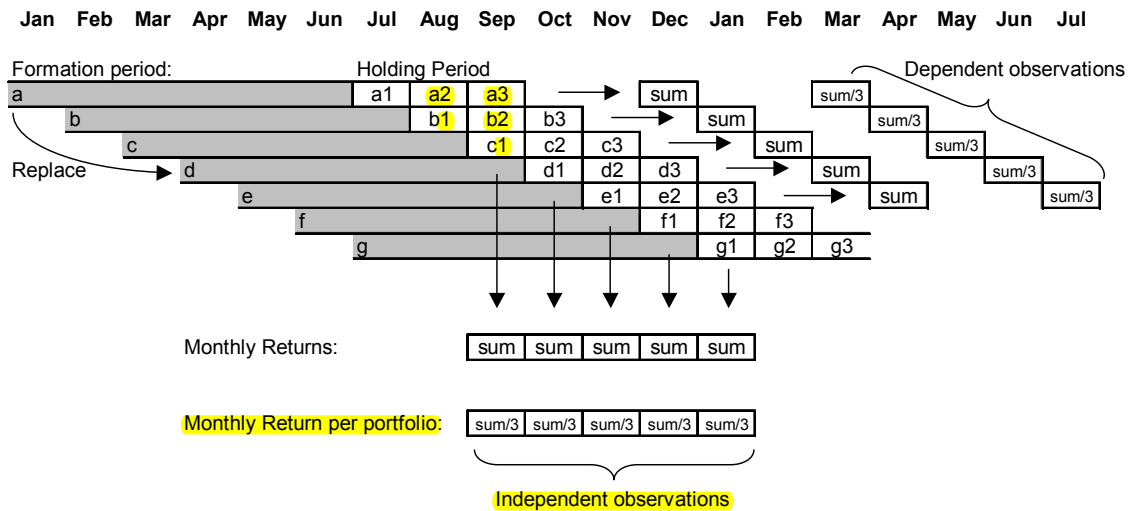 Jan Feb Mar Apr May Jun Jul Aug Sep Oct Nov Dec Jan Feb Mar Apr May Jun Jul
Formation period: Holding Period Dependent observations
a a1 a2 a3 sum sum/3
b b1 b2 b3 sum sum/3
c c1 c2 c3 sum sum/3
Replace d d1 d2 d3 sum sum/3
e e1 e2 e3 sum sum/3
f f1 f2 f3
g g1 g2 g3
Monthly Returns: sum sum sum sum sum
Monthly Return per portfolio: sum/3 sum/3 sum/3 sum/3 sum/3
Independent observations